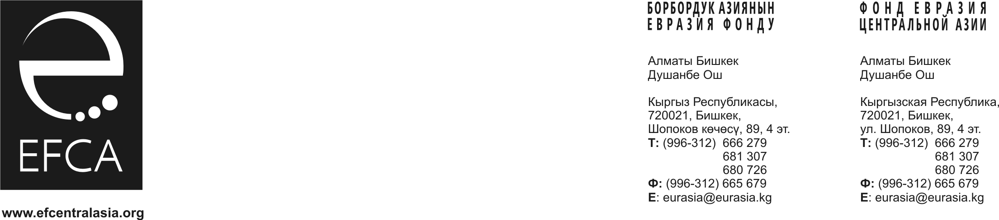 EFCA
www.efcentralasia.org
БОРБОРДУК АЗИЯНЫН
ЕВРАЗИЯ ФОНДУ
Алматы Бишкек
Душанбе Ош
Кыргыз Республикасы,
720021, Бишкек,
Шопоков көчөсү, 89, 4 эт.
Т: (996-312) 666 279
681 307
680 726
Ф: (996-312) 665 679
Е: eurasia@eurasia.kg
ФОНД ЕВРАЗИЯ
ЦЕНТРАЛЬНОЙ АЗИИ
Алматы Бишкек
Душанбе Ош
Кыргызская Республика,
720021, Бишкек,
ул. Шопоков, 89, 4 эт.
Т: (996-312) 666 279
681 307
680 726
Ф: (996-312) 665 679
Е: eurasia@eurasia.kg